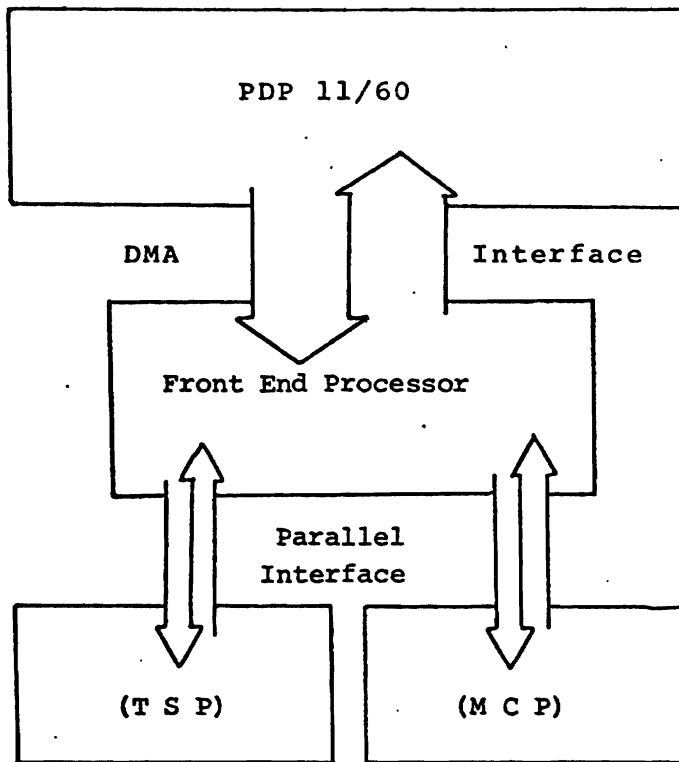 PDP 11/60
DMA Interface
Front End Processor
Parallel
Interface
(T S P) (M C P)